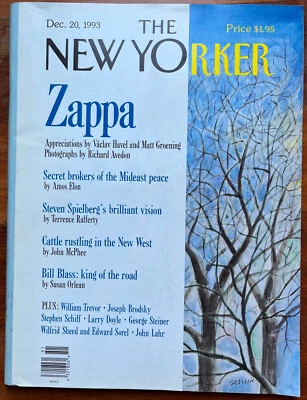 Dec. 20, 1993
THE
Price $1.95
NEW YORKER
Zappa
Appreciations by Václav Havel and Matt Groening
Photographs by Richard Avedon
Secret brokers of the Mideast peace
by Amos Elon
Steven Spielberg's brilliant vision
by Terrence Rafferty
Cattle rustling in the New West
by John McPhee
Bill Blass: king of the road
by Susan Orlean
PLUS: William Trevor • Joseph Brodsky
Stephen Schiff • Larry Doyle • George Steiner
Wilfrid Sheed and Edward Sorel • John Lahr